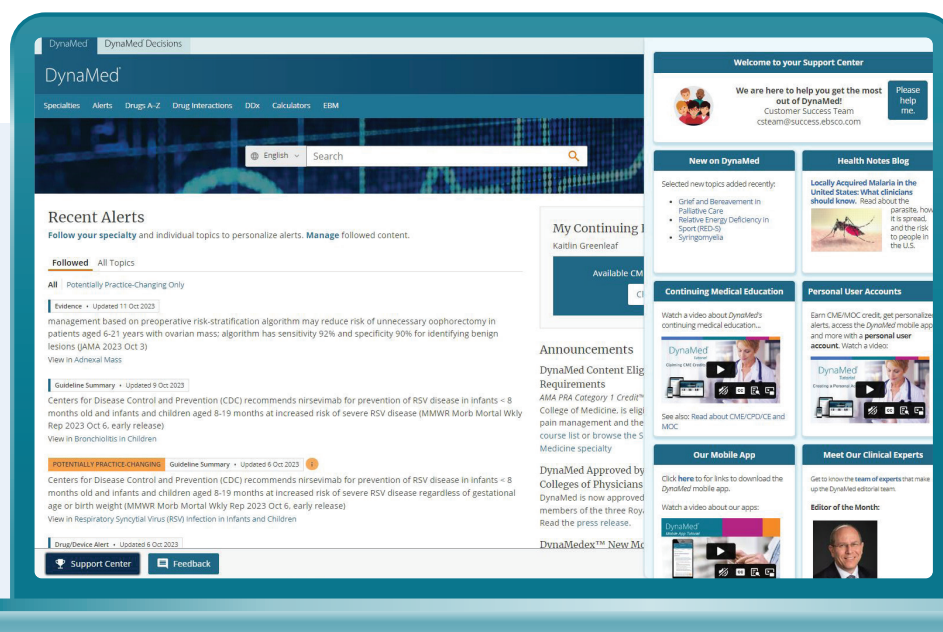 DynaMed
DynaMed Decisions
DynaMed
Specialties Alerts Drugs A-Z Drug Interactions DDx Calculators EBM
English
Search
Recent Alerts
Follow your specialty and individual topics to personalize alerts. Manage followed content.
Followed All Topics
All Potentially Practice-Changing Only
Evidence • Updated 11 Oct 2023
management based on preoperative risk-stratification algorithm may reduce risk of unnecessary oophorectomy in
patients aged 6-21 years with ovarian mass; algorithm has sensitivity 92% and specificity 90% for identifying benign
lesions (JAMA 2023 Oct 3)
View in Adnexal Mass
Guideline Summary • Updated 9 Oct 2023
Centers for Disease Control and Prevention (CDC) recommends nirsevimab for prevention of RSV disease in infants < 8
months old and infants and children aged 8-19 months at increased risk of severe RSV disease (MMWR Morb Mortal Wkly
Rep 2023 Oct 6, early release)
View in Bronchiolitis in Children
POTENTIALLY PRACTICE-CHANGING Guideline Summary • Updated 6 Oct 2023
Centers for Disease Control and Prevention (CDC) recommends nirsevimab for prevention of RSV disease in infants < 8
months old and infants and children aged 8-19 months at increased risk of severe RSV disease regardless of gestational
age or birth weight (MMWR Morb Mortal Wkly Rep 2023 Oct 6, early release)
View in Respiratory Syncytial Virus (RSV) Infection in Infants and Children
Drug/Device Alert • Updated 6 Oct 2023
Support Center
Feedback
My Continuing
Kaitlin Greenleaf
Available CM
Announcements
DynaMed Content Elig
Requirements
AMA PRA Category 1 Credit™
College of Medicine, is elig
pain management and the
course list or browse the S
Medicine specialty
DynaMed Approved by
Colleges of Physicians
DynaMed is now approved
members of the three Roya
Read the press release.
DynaMedex™ New Mo
Welcome to your Support Center
We are here to help you get the most
out of DynaMed!
Customer Success Team
csteam@success.ebsco.com
Please
help
me.
New on DynaMed
Selected new topics added recently:
• Grief and Bereavement in
Palliative Care
• Relative Energy Deficiency in
Sport (RED-S)
• Syringomyelia
Health Notes Blog
Locally Acquired Malaria in the
United States: What clinicians
should know. Read about the
parasite, how
it is spread,
and the risk
to people in
the U.S.
Continuing Medical Education
Watch a video about DynaMed's
continuing medical education...
DynaMed
Tutorial
Claiming CME Credit
See also: Read about CME/CPD/CE and
MOC
Personal User Accounts
Earn CME/MOC credit, get personalized
alerts, access the DynaMed mobile app
and more with a personal user
account. Watch a video:
DynaMed
Tutorial
Creating a Personal
Our Mobile App
Click here to for links to download the
DynaMed mobile app.
Watch a video about our apps:
DynaMed
Mobile App Tutorial
Meet Our Clinical Experts
Get to know the team of experts that make
up the DynaMed editorial team.
Editor of the Month: